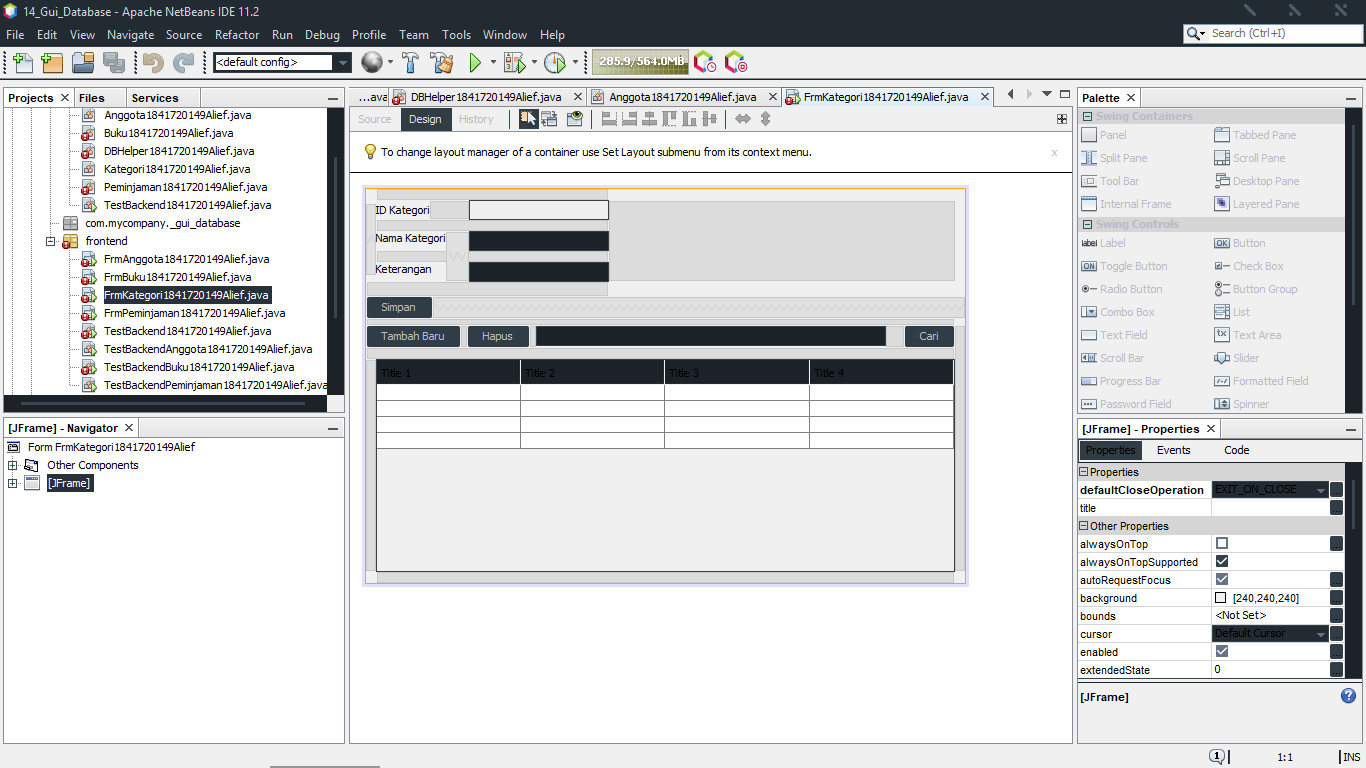 14_Gui_Database - Apache NetBeans IDE 11.2
File Edit View Navigate Source Refactor Run Debug Profile Team Tools Window Help
Search (Ctrl+I)
<default config>
285.9/564.0MB
Projects Files Services
Anggota1841720149Alief.java
Buku1841720149Alief.java
DBHelper1841720149Alief.java
Kategori1841720149Alief.java
Peminjaman1841720149Alief.java
TestBackend1841720149Alief.java
com.mycompany._gui_database
frontend
FrmAnggota1841720149Alief.java
FrmBuku1841720149Alief.java
FrmKategori1841720149Alief.java
FrmPeminjaman1841720149Alief.java
TestBackend1841720149Alief.java
TestBackendAnggota1841720149Alief.java
TestBackendBuku1841720149Alief.java
TestBackendPeminjaman1841720149Alief.java
[JFrame] - Navigator
Form FrmKategori1841720149Alief
Other Components
[JFrame]
...ava DBHelper1841720149Alief.java Anggota1841720149Alief.java FrmKategori1841720149Alief.java
Source Design History
To change layout manager of a container use Set Layout submenu from its context menu.
x
ID Kategori
Nama Kategori
Keterangan
Simpan
Tambah Baru Hapus Cari
Title 1 Title 2 Title 3 Title 4
Palette
Swing Containers
Panel Tabbed Pane
Split Pane Scroll Pane
Tool Bar Desktop Pane
Internal Frame Layered Pane
Swing Controls
label Label OK Button
ON Toggle Button Check Box
Radio Button Button Group
Combo Box List
Text Field Text Area
Scroll Bar Slider
Progress Bar Formatted Field
Password Field Spinner
[JFrame] - Properties
Properties Events Code
Properties
defaultCloseOperation EXIT_ON_CLOSE ...
title ...
Other Properties
alwaysOnTop ...
alwaysOnTopSupported
autoRequestFocus ...
background [240,240,240] ...
bounds <Not Set> ...
cursor Default Cursor ...
enabled ...
extendedState 0 ...
[JFrame]
?
1 1:1 INS